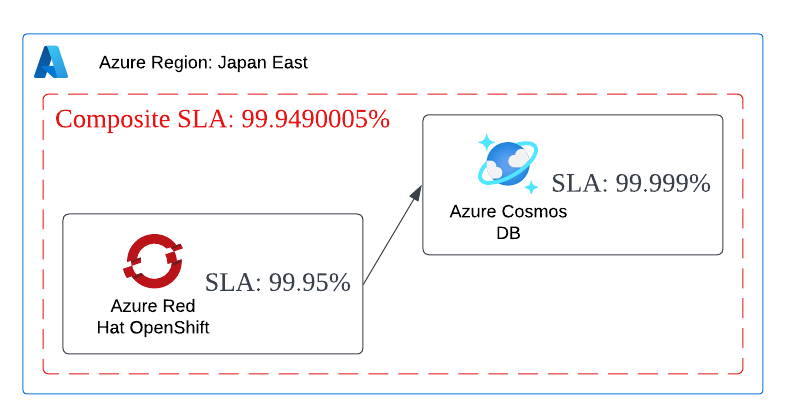 Azure Region: Japan East
Composite SLA: 99.9490005%
SLA: 99.999%
Azure Cosmos
DB
SLA: 99.95%
Azure Red
Hat OpenShift